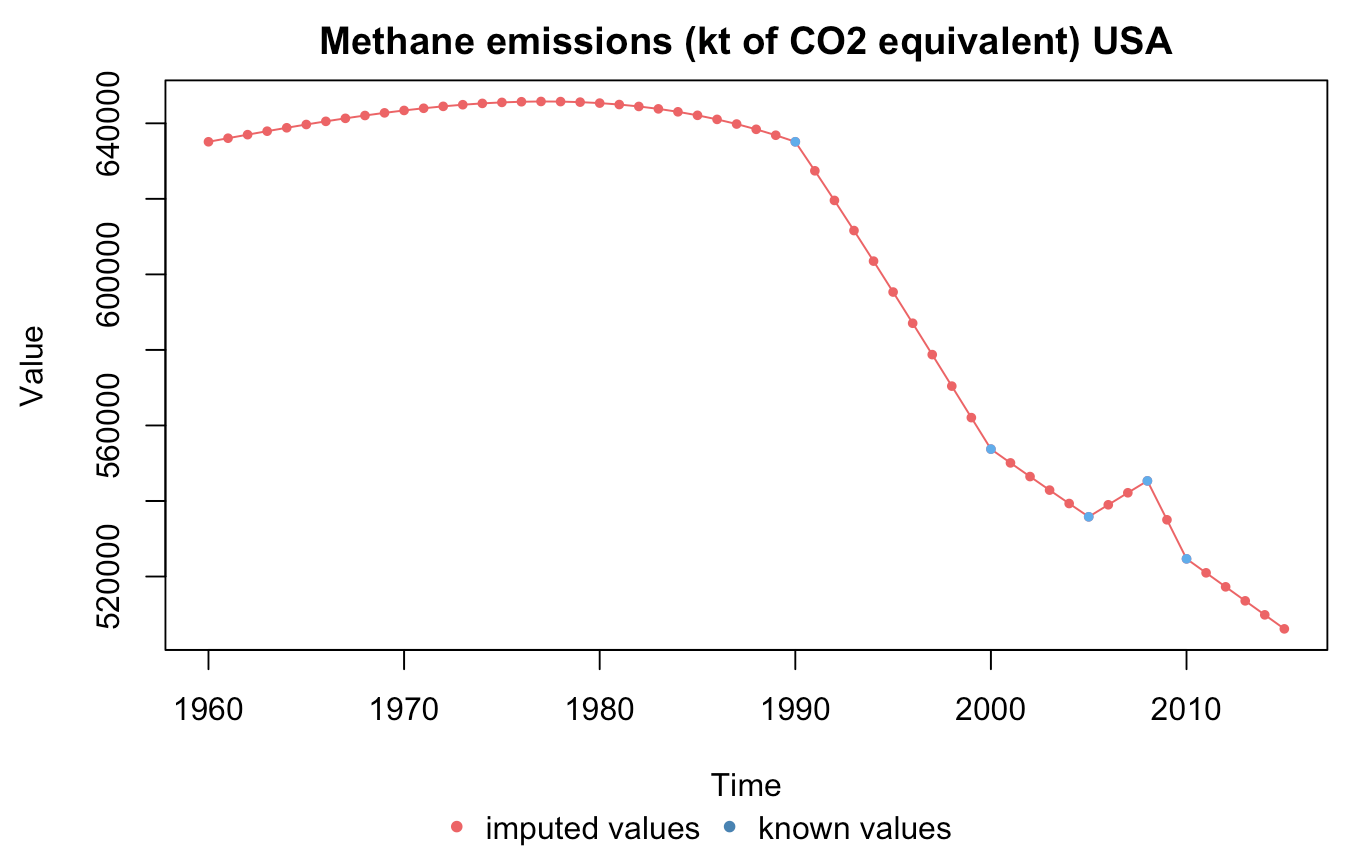 Methane emissions (kt of CO2 equivalent) USA
Value
640000
600000
560000
520000
1960 1970 1980 1990 2000 2010
Time
imputed values known values